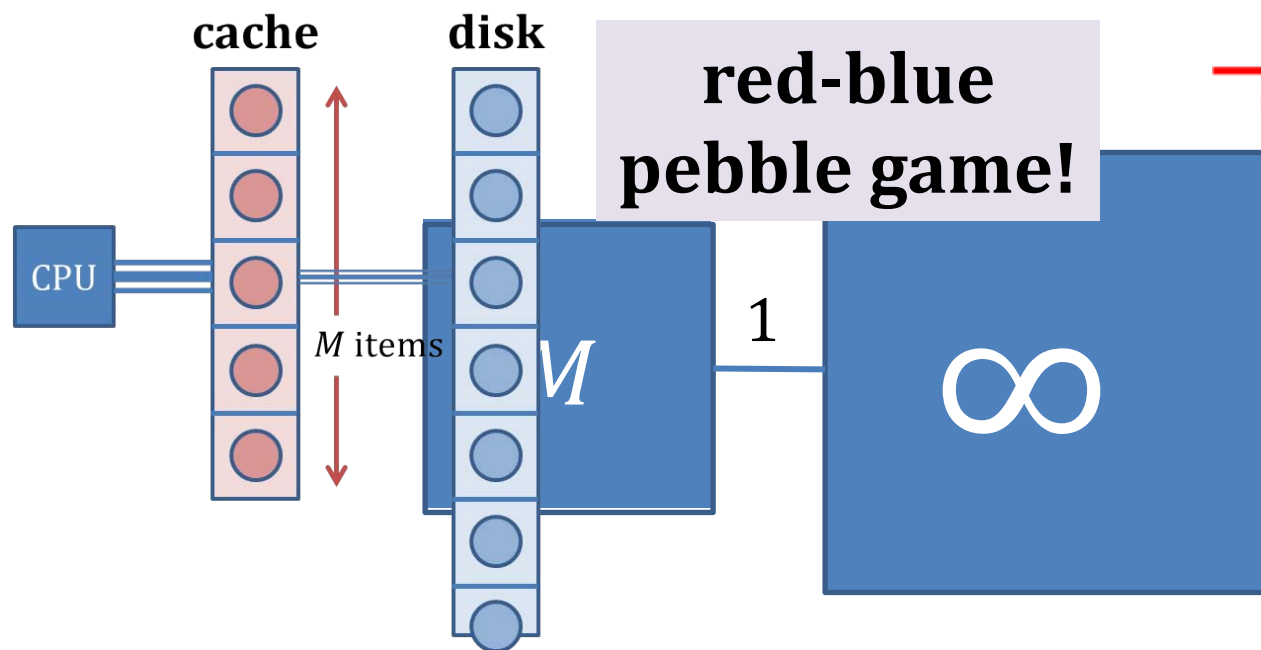 cache
disk
red-blue
pebble game!
CPU
M items
M
1
∞